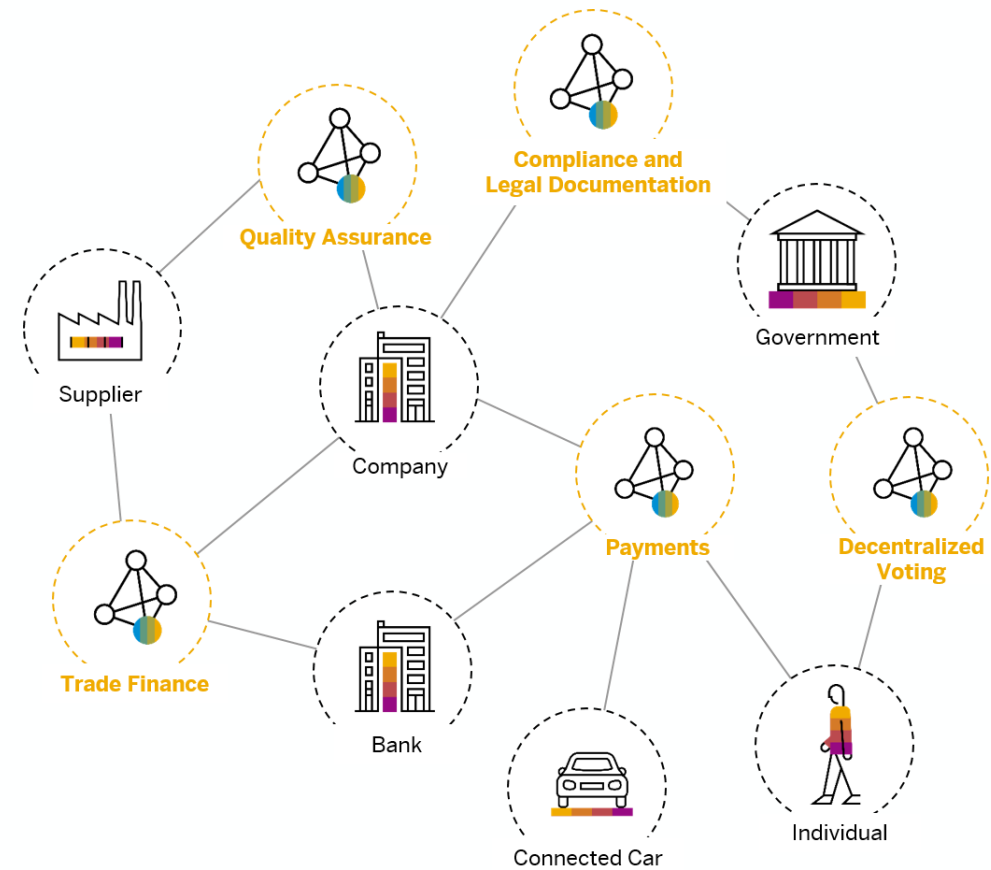 Compliance and
Legal Documentation
Quality Assurance
Government
Supplier
Company
Payments
Decentralized
Voting
Trade Finance
Bank
Individual
Connected Car